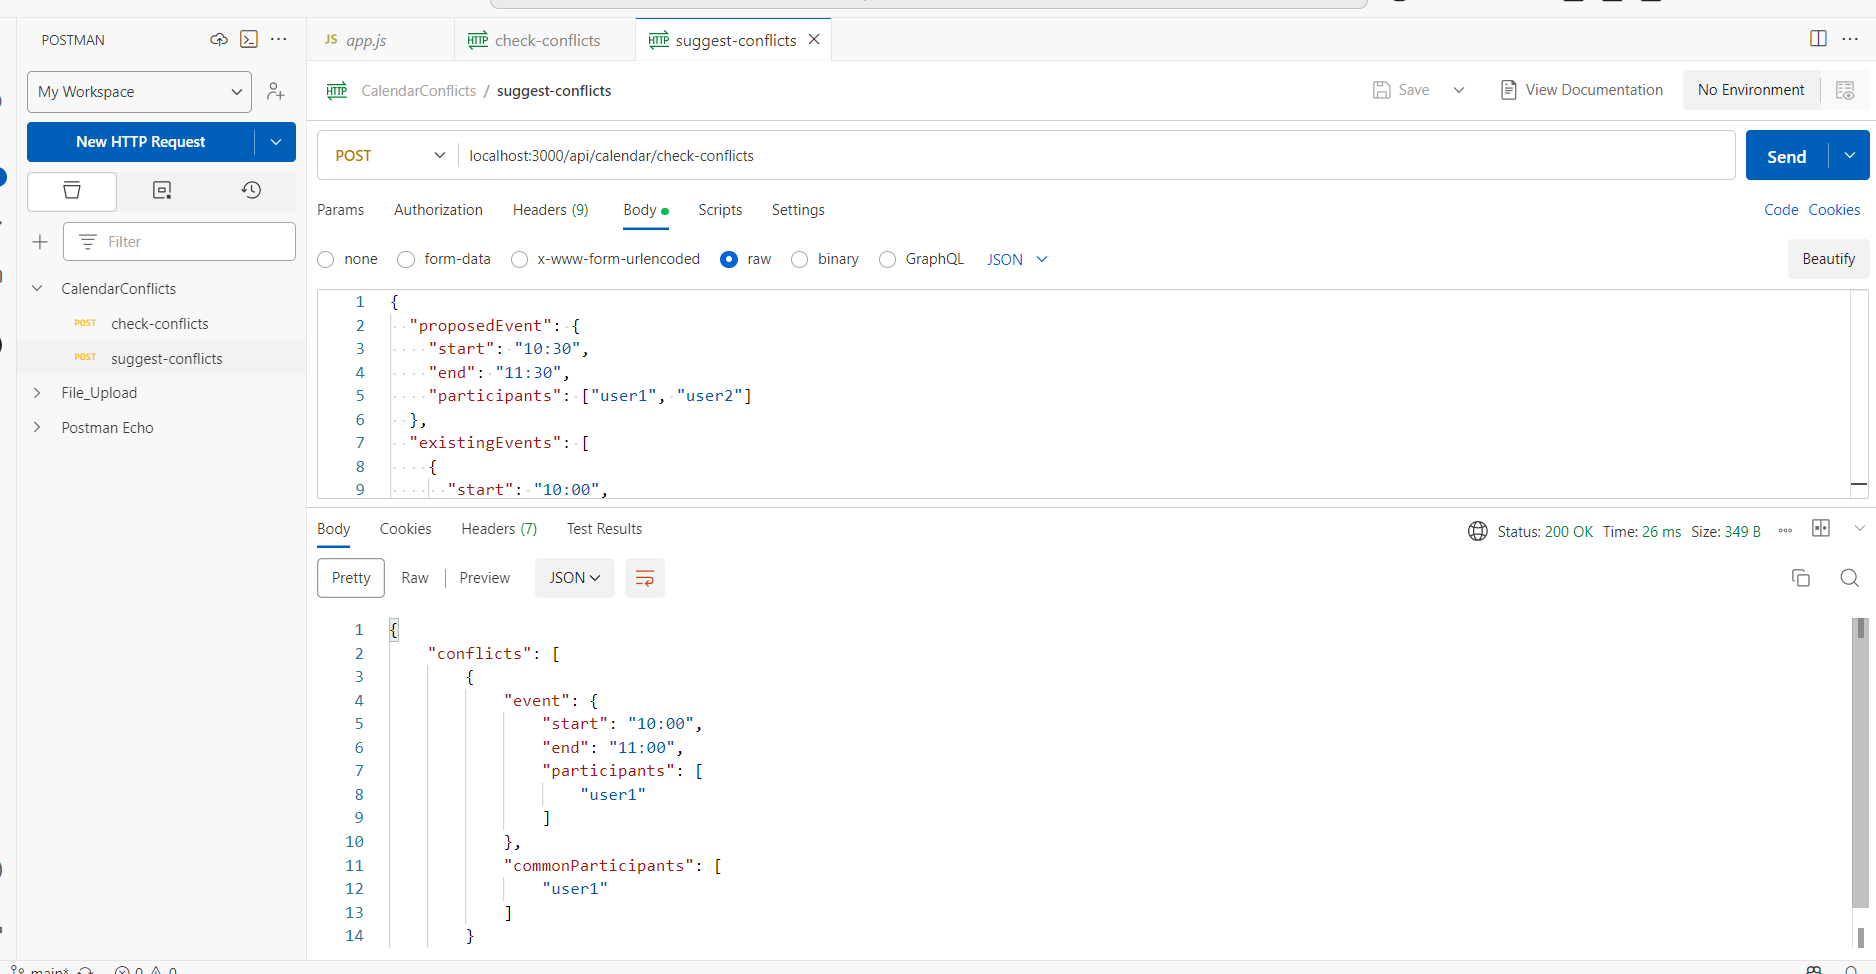 POSTMAN
My Workspace
New HTTP Request
Filter
CalendarConflicts
POST check-conflicts
POST suggest-conflicts
File_Upload
Postman Echo
JS app.js
HTTP check-conflicts
HTTP suggest-conflicts
HTTP CalendarConflicts / suggest-conflicts
Save
View Documentation
No Environment
POST
localhost:3000/api/calendar/check-conflicts
Send
Params Authorization Headers (9) Body Scripts Settings
Code Cookies
none form-data x-www-form-urlencoded raw binary GraphQL JSON
Beautify
1 {
2 "proposedEvent": {
3 "start": "10:30",
4 "end": "11:30",
5 "participants": ["user1", "user2"]
6 },
7 "existingEvents": [
8 {
9 "start": "10:00",
Body Cookies Headers (7) Test Results
Status: 200 OK Time: 26 ms Size: 349 B
Pretty Raw Preview JSON
1 {
2 "conflicts": [
3 {
4 "event": {
5 "start": "10:00",
6 "end": "11:00",
7 "participants": [
8 "user1"
9 ]
10 },
11 "commonParticipants": [
12 "user1"
13 ]
14 }
main* 0 0